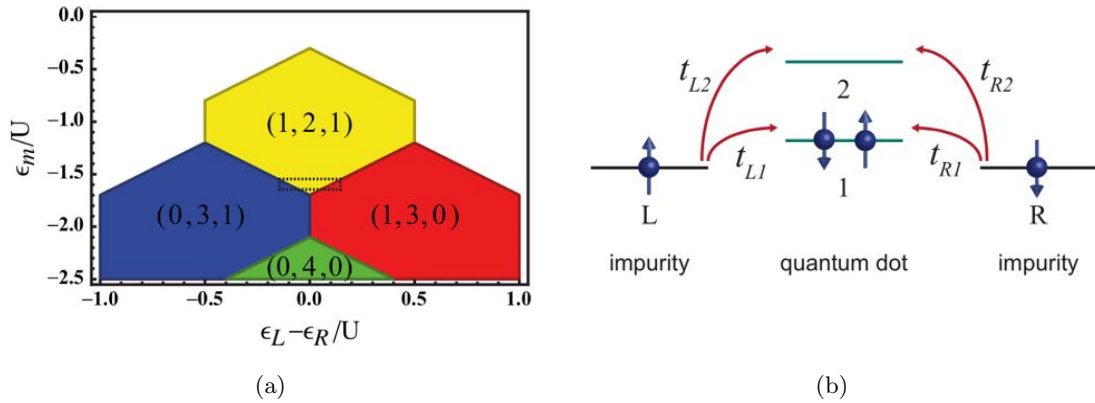 0.0
−0.5
−1.0
−1.5
−2.0
−2.5
ϵm/U
(1,2,1)
(0,3,1)
(1,3,0)
(0,4,0)
−1.0
−0.5
0.0
0.5
1.0
ϵL−ϵR/U
(a)
tL2
tR2
2
tL1
tR1
1
L
R
impurity
quantum dot
impurity
(b)